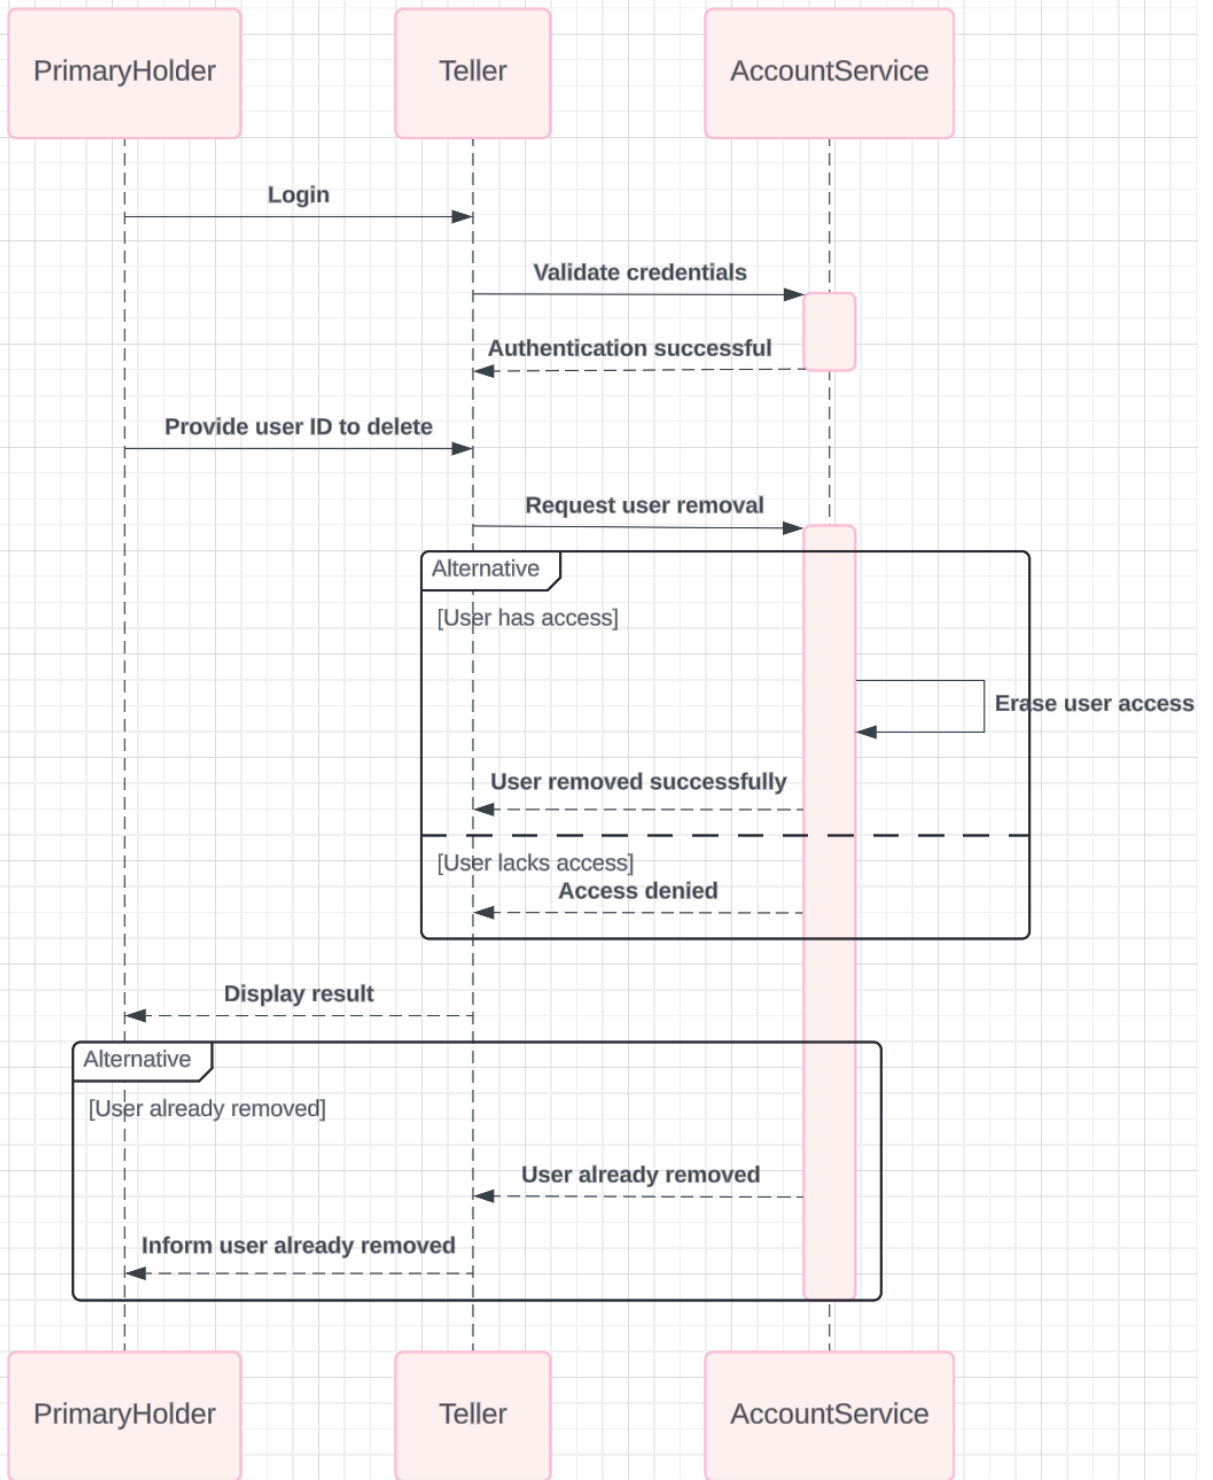 PrimaryHolder
Teller
AccountService
Login
Validate credentials
Authentication successful
Provide user ID to delete
Request user removal
Alternative
[User has access]
Erase user access
User removed successfully
[User lacks access]
Access denied
Display result
Alternative
[User already removed]
User already removed
Inform user already removed
PrimaryHolder
Teller
AccountService